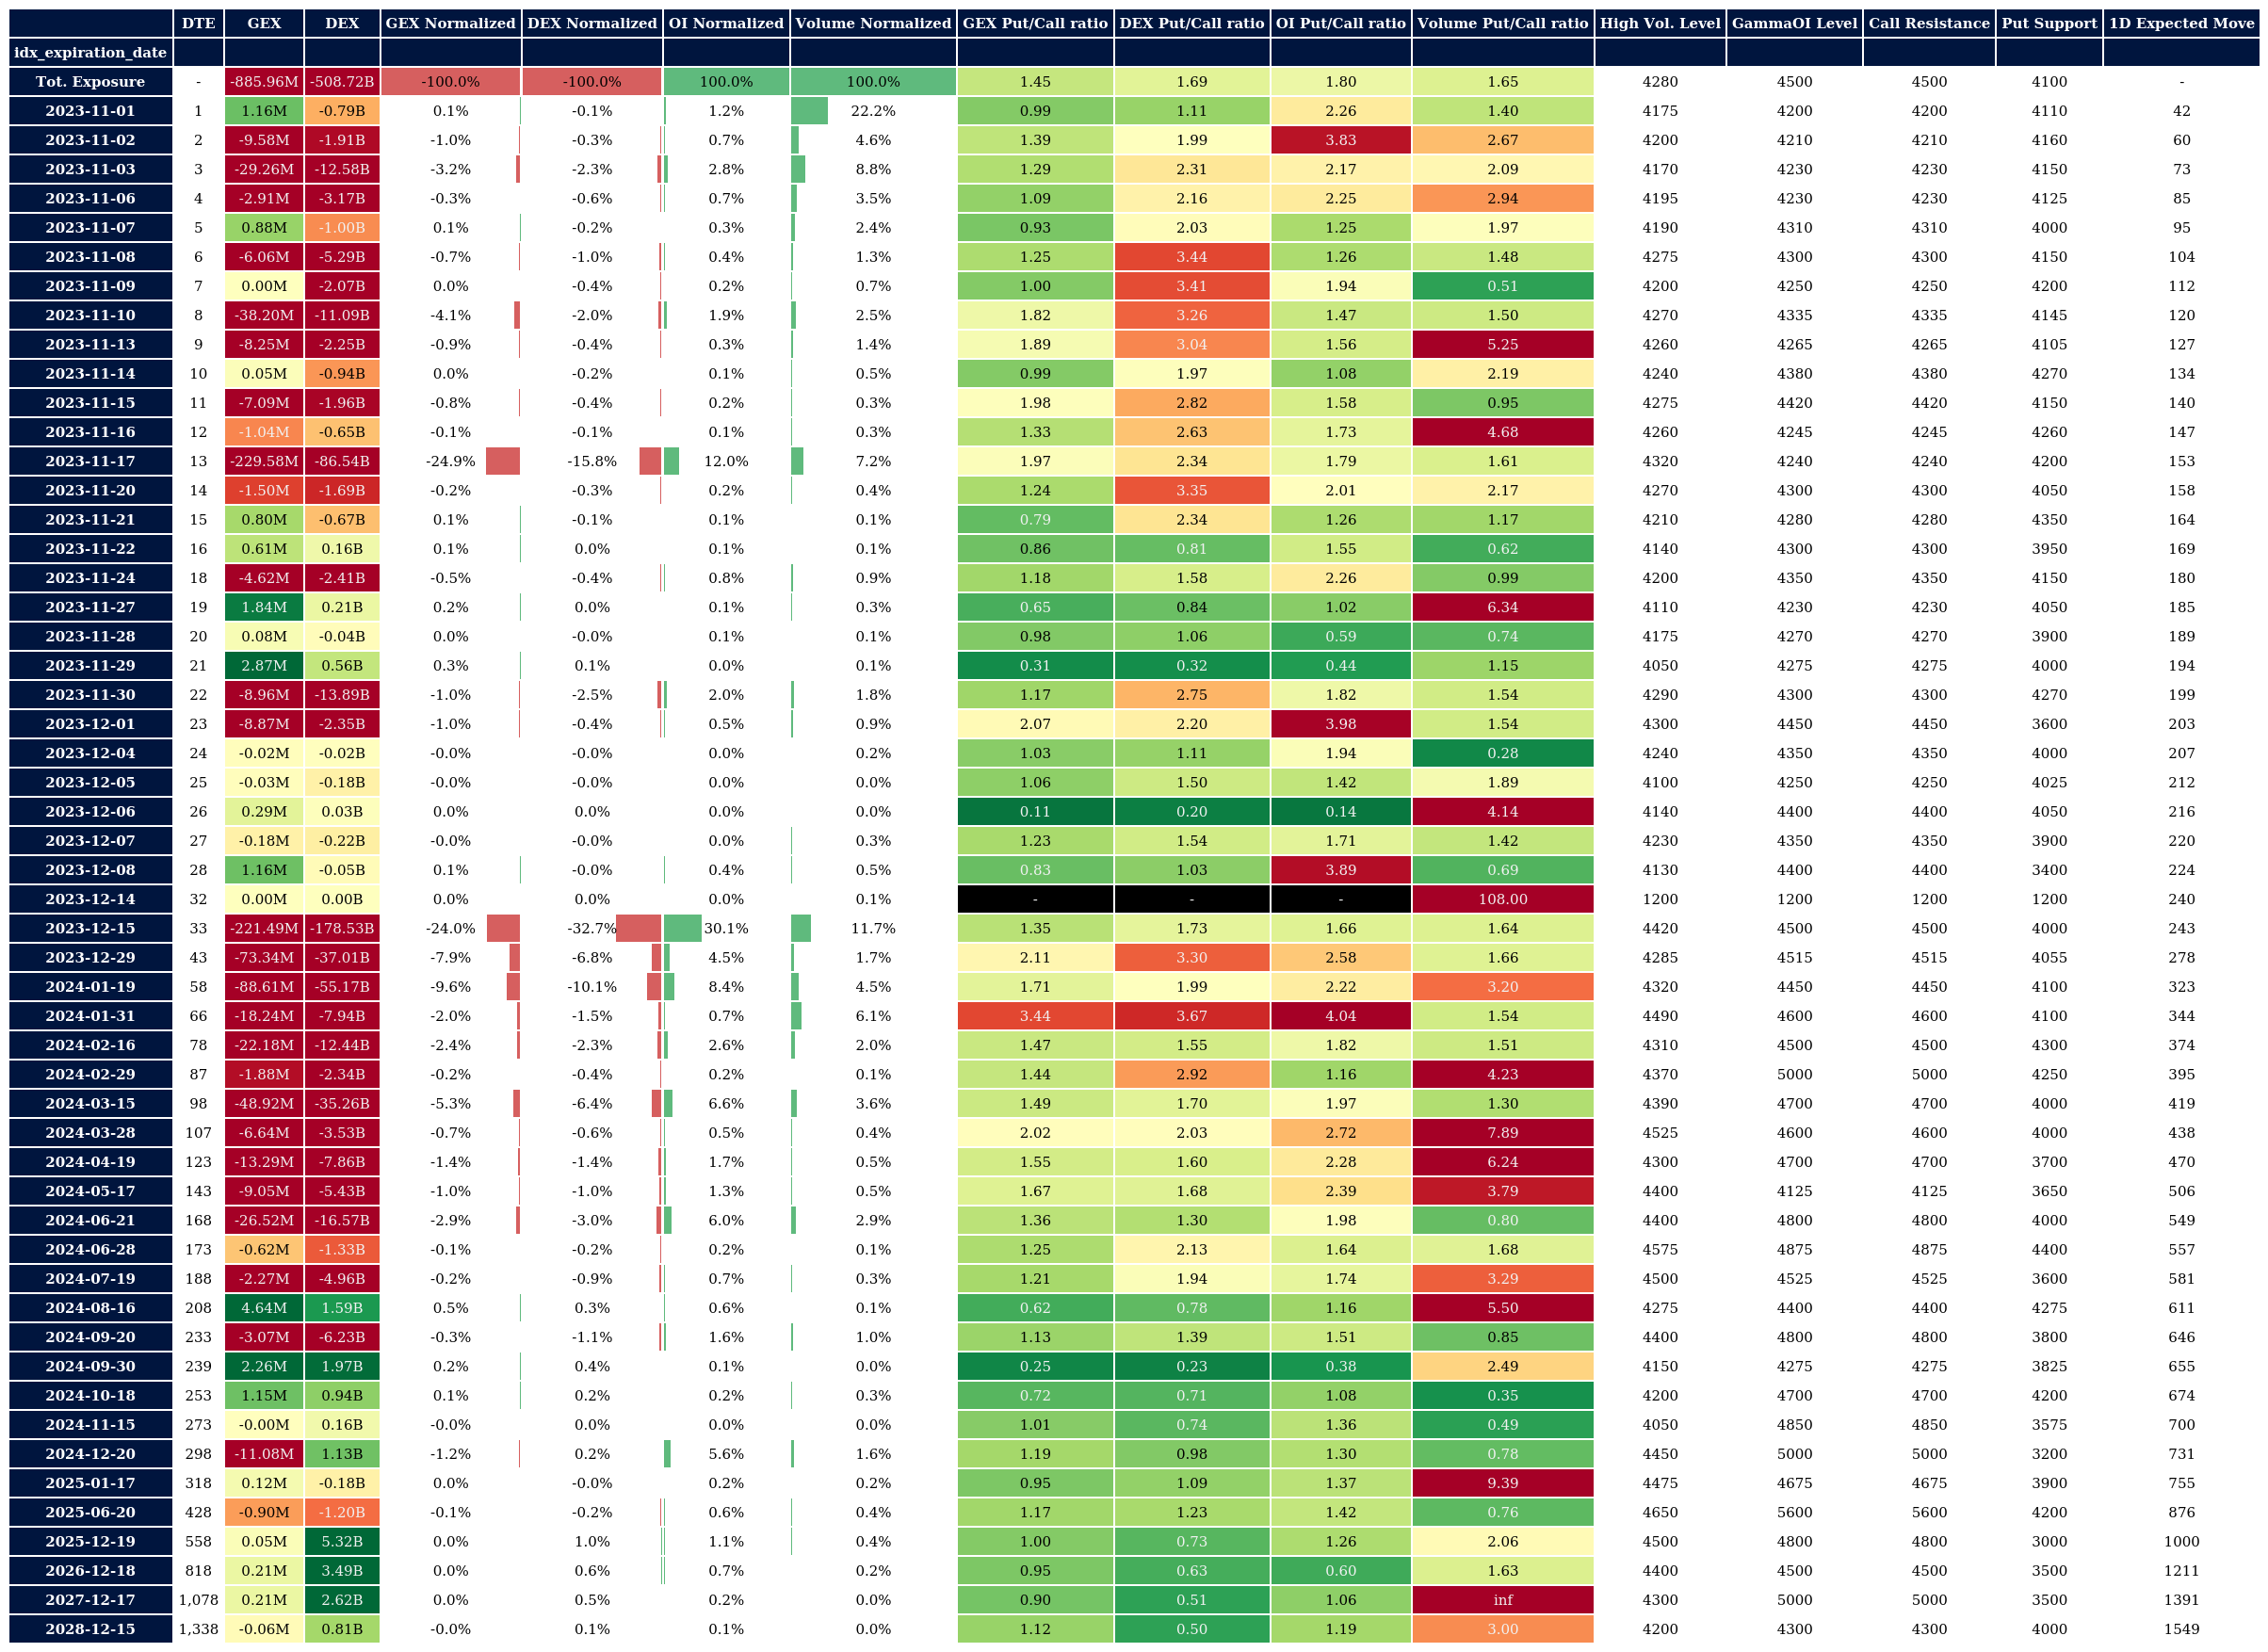 DTE GEX DEX GEX Normalized DEX Normalized OI Normalized Volume Normalized GEX Put/Call ratio DEX Put/Call ratio OI Put/Call ratio Volume Put/Call ratio High Vol. Level GammaOI Level Call Resistance Put Support 1D Expected Move
idx_expiration_date
Tot. Exposure - -885.96M -508.72B -100.0% -100.0% 100.0% 100.0% 1.45 1.69 1.80 1.65 4280 4500 4500 4100 -
2023-11-01 1 1.16M -0.79B 0.1% -0.1% 1.2% 22.2% 0.99 1.11 2.26 1.40 4175 4200 4200 4110 42
2023-11-02 2 -9.58M -1.91B -1.0% -0.3% 0.7% 4.6% 1.39 1.99 3.83 2.67 4200 4210 4210 4160 60
2023-11-03 3 -29.26M -12.58B -3.2% -2.3% 2.8% 8.8% 1.29 2.31 2.17 2.09 4170 4230 4230 4150 73
2023-11-06 4 -2.91M -3.17B -0.3% -0.6% 0.7% 3.5% 1.09 2.16 2.25 2.94 4195 4230 4230 4125 85
2023-11-07 5 0.88M -1.00B 0.1% -0.2% 0.3% 2.4% 0.93 2.03 1.25 1.97 4190 4310 4310 4000 95
2023-11-08 6 -6.06M -5.29B -0.7% -1.0% 0.4% 1.3% 1.25 3.44 1.26 1.48 4275 4300 4300 4150 104
2023-11-09 7 0.00M -2.07B 0.0% -0.4% 0.2% 0.7% 1.00 3.41 1.94 0.51 4200 4250 4250 4200 112
2023-11-10 8 -38.20M -11.09B -4.1% -2.0% 1.9% 2.5% 1.82 3.26 1.47 1.50 4270 4335 4335 4145 120
2023-11-13 9 -8.25M -2.25B -0.9% -0.4% 0.3% 1.4% 1.89 3.04 1.56 5.25 4260 4265 4265 4105 127
2023-11-14 10 0.05M -0.94B 0.0% -0.2% 0.1% 0.5% 0.99 1.97 1.08 2.19 4240 4380 4380 4270 134
2023-11-15 11 -7.09M -1.96B -0.8% -0.4% 0.2% 0.3% 1.98 2.82 1.58 0.95 4275 4420 4420 4150 140
2023-11-16 12 -1.04M -0.65B -0.1% -0.1% 0.1% 0.3% 1.33 2.63 1.73 4.68 4260 4245 4245 4260 147
2023-11-17 13 -229.58M -86.54B -24.9% -15.8% 12.0% 7.2% 1.97 2.34 1.79 1.61 4320 4240 4240 4200 153
2023-11-20 14 -1.50M -1.69B -0.2% -0.3% 0.2% 0.4% 1.24 3.35 2.01 2.17 4270 4300 4300 4050 158
2023-11-21 15 0.80M -0.67B 0.1% -0.1% 0.1% 0.1% 0.79 2.34 1.26 1.17 4210 4280 4280 4350 164
2023-11-22 16 0.61M 0.16B 0.1% 0.0% 0.1% 0.1% 0.86 0.81 1.55 0.62 4140 4300 4300 3950 169
2023-11-24 18 -4.62M -2.41B -0.5% -0.4% 0.8% 0.9% 1.18 1.58 2.26 0.99 4200 4350 4350 4150 180
2023-11-27 19 1.84M 0.21B 0.2% 0.0% 0.1% 0.3% 0.65 0.84 1.02 6.34 4110 4230 4230 4050 185
2023-11-28 20 0.08M -0.04B 0.0% -0.0% 0.1% 0.1% 0.98 1.06 0.59 0.74 4175 4270 4270 3900 189
2023-11-29 21 2.87M 0.56B 0.3% 0.1% 0.0% 0.1% 0.31 0.32 0.44 1.15 4050 4275 4275 4000 194
2023-11-30 22 -8.96M -13.89B -1.0% -2.5% 2.0% 1.8% 1.17 2.75 1.82 1.54 4290 4300 4300 4270 199
2023-12-01 23 -8.87M -2.35B -1.0% -0.4% 0.5% 0.9% 2.07 2.20 3.98 1.54 4300 4450 4450 3600 203
2023-12-04 24 -0.02M -0.02B -0.0% -0.0% 0.0% 0.2% 1.03 1.11 1.94 0.28 4240 4350 4350 4000 207
2023-12-05 25 -0.03M -0.18B -0.0% -0.0% 0.0% 0.0% 1.06 1.50 1.42 1.89 4100 4250 4250 4025 212
2023-12-06 26 0.29M 0.03B 0.0% 0.0% 0.0% 0.0% 0.11 0.20 0.14 4.14 4140 4400 4400 4050 216
2023-12-07 27 -0.18M -0.22B -0.0% -0.0% 0.0% 0.3% 1.23 1.54 1.71 1.42 4230 4350 4350 3900 220
2023-12-08 28 1.16M -0.05B 0.1% -0.0% 0.4% 0.5% 0.83 1.03 3.89 0.69 4130 4400 4400 3400 224
2023-12-14 32 0.00M 0.00B 0.0% 0.0% 0.0% 0.1% - - - 108.00 1200 1200 1200 1200 240
2023-12-15 33 -221.49M -178.53B -24.0% -32.7% 30.1% 11.7% 1.35 1.73 1.66 1.64 4420 4500 4500 4000 243
2023-12-29 43 -73.34M -37.01B -7.9% -6.8% 4.5% 1.7% 2.11 3.30 2.58 1.66 4285 4515 4515 4055 278
2024-01-19 58 -88.61M -55.17B -9.6% -10.1% 8.4% 4.5% 1.71 1.99 2.22 3.20 4320 4450 4450 4100 323
2024-01-31 66 -18.24M -7.94B -2.0% -1.5% 0.7% 6.1% 3.44 3.67 4.04 1.54 4490 4600 4600 4100 344
2024-02-16 78 -22.18M -12.44B -2.4% -2.3% 2.6% 2.0% 1.47 1.55 1.82 1.51 4310 4500 4500 4300 374
2024-02-29 87 -1.88M -2.34B -0.2% -0.4% 0.2% 0.1% 1.44 2.92 1.16 4.23 4370 5000 5000 4250 395
2024-03-15 98 -48.92M -35.26B -5.3% -6.4% 6.6% 3.6% 1.49 1.70 1.97 1.30 4390 4700 4700 4000 419
2024-03-28 107 -6.64M -3.53B -0.7% -0.6% 0.5% 0.4% 2.02 2.03 2.72 7.89 4525 4600 4600 4000 438
2024-04-19 123 -13.29M -7.86B -1.4% -1.4% 1.7% 0.5% 1.55 1.60 2.28 6.24 4300 4700 4700 3700 470
2024-05-17 143 -9.05M -5.43B -1.0% -1.0% 1.3% 0.5% 1.67 1.68 2.39 3.79 4400 4125 4125 3650 506
2024-06-21 168 -26.52M -16.57B -2.9% -3.0% 6.0% 2.9% 1.36 1.30 1.98 0.80 4400 4800 4800 4000 549
2024-06-28 173 -0.62M -1.33B -0.1% -0.2% 0.2% 0.1% 1.25 2.13 1.64 1.68 4575 4875 4875 4400 557
2024-07-19 188 -2.27M -4.96B -0.2% -0.9% 0.7% 0.3% 1.21 1.94 1.74 3.29 4500 4525 4525 3600 581
2024-08-16 208 4.64M 1.59B 0.5% 0.3% 0.6% 0.1% 0.62 0.78 1.16 5.50 4275 4400 4400 4275 611
2024-09-20 233 -3.07M -6.23B -0.3% -1.1% 1.6% 1.0% 1.13 1.39 1.51 0.85 4400 4800 4800 3800 646
2024-09-30 239 2.26M 1.97B 0.2% 0.4% 0.1% 0.0% 0.25 0.23 0.38 2.49 4150 4275 4275 3825 655
2024-10-18 253 1.15M 0.94B 0.1% 0.2% 0.2% 0.3% 0.72 0.71 1.08 0.35 4200 4700 4700 4200 674
2024-11-15 273 -0.00M 0.16B -0.0% 0.0% 0.0% 0.0% 1.01 0.74 1.36 0.49 4050 4850 4850 3575 700
2024-12-20 298 -11.08M 1.13B -1.2% 0.2% 5.6% 1.6% 1.19 0.98 1.30 0.78 4450 5000 5000 3200 731
2025-01-17 318 0.12M -0.18B 0.0% -0.0% 0.2% 0.2% 0.95 1.09 1.37 9.39 4475 4675 4675 3900 755
2025-06-20 428 -0.90M -1.20B -0.1% -0.2% 0.6% 0.4% 1.17 1.23 1.42 0.76 4650 5600 5600 4200 876
2025-12-19 558 0.05M 5.32B 0.0% 1.0% 1.1% 0.4% 1.00 0.73 1.26 2.06 4500 4800 4800 3000 1000
2026-12-18 818 0.21M 3.49B 0.0% 0.6% 0.7% 0.2% 0.95 0.63 0.60 1.63 4400 4500 4500 3500 1211
2027-12-17 1,078 0.21M 2.62B 0.0% 0.5% 0.2% 0.0% 0.90 0.51 1.06 inf 4300 5000 5000 3500 1391
2028-12-15 1,338 -0.06M 0.81B -0.0% 0.1% 0.1% 0.0% 1.12 0.50 1.19 3.00 4200 4300 4300 4000 1549